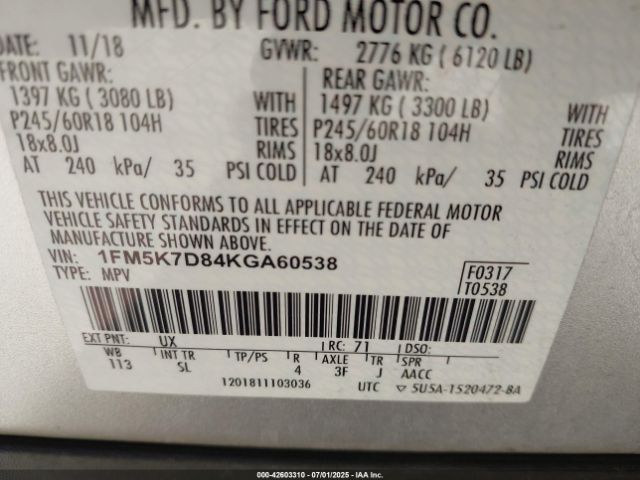 MFD. BY FORD MOTOR CO.
DATE: 11/18 GVWR: 2776 KG ( 6120 LB)
FRONT GAWR: REAR GAWR:
1397 KG ( 3080 LB) WITH 1497 KG ( 3300 LB) WITH
P245/60R18 104H TIRES P245/60R18 104H TIRES
18x8.0J RIMS 18x8.0J RIMS
AT 240 kPa/ 35 PSI COLD AT 240 kPa/ 35 PSI COLD
THIS VEHICLE CONFORMS TO ALL APPLICABLE FEDERAL MOTOR
VEHICLE SAFETY STANDARDS IN EFFECT ON THE DATE OF
MANUFACTURE SHOWN ABOVE.
VIN: 1FM5K7D84KGA60538
TYPE: MPV
F0317
T0538
EXT PNT: UX RC: 71 DSO:
WB INT TR TP/PS R AXLE TR SPR
113 SL 4 3F J AACC
1201811103036 UTC ▽ 5U5A-1520472-BA
000-42603310 - 07/01/2025 - IAA Inc.